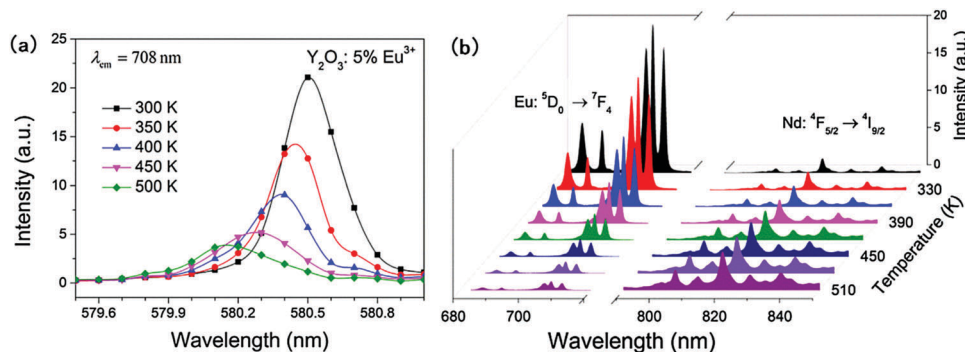 (a)
λem = 708 nm
Y2O3: 5% Eu3+
300 K
350 K
400 K
450 K
500 K
Intensity (a.u.)
25
20
15
10
5
0
579.6
579.9
580.2
580.5
580.8
Wavelength (nm)
(b)
Eu: 5D0 → 7F4
Nd: 4F5/2 → 4I9/2
20
15
10
5
0
Intensity (a.u.)
330
390
450
510
Temperature (K)
680
700
800
820
840
Wavelength (nm)